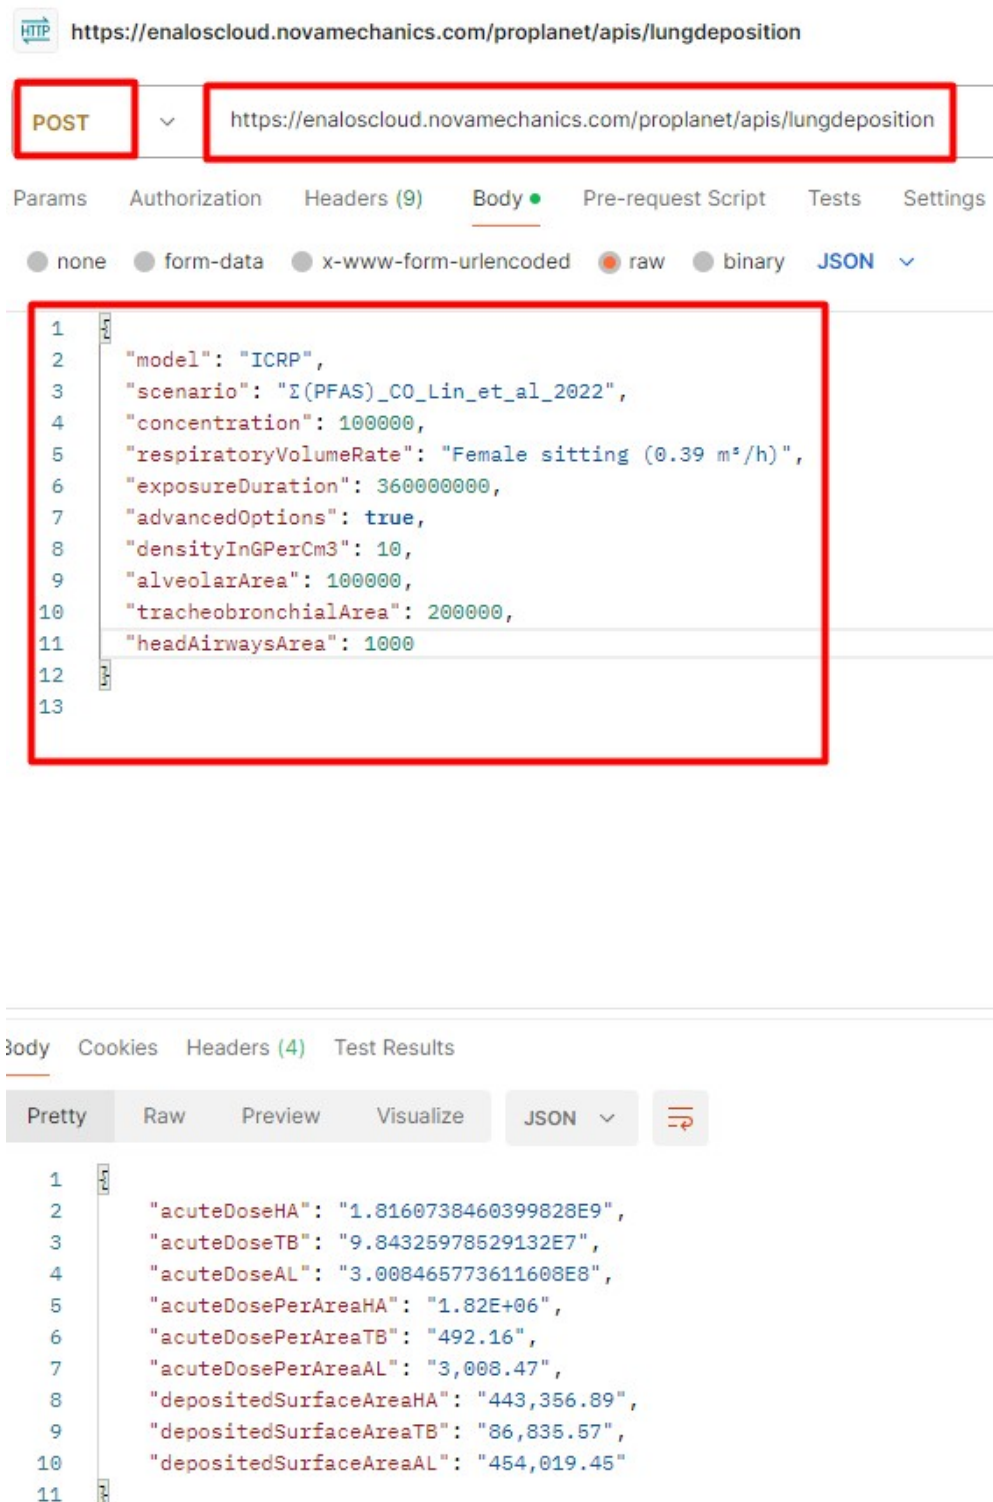 HTTP https://enaloscloud.novamechanics.com/proplanet/apis/lungdeposition
POST https://enaloscloud.novamechanics.com/proplanet/apis/lungdeposition
Params Authorization Headers (9) Body Pre-request Script Tests Settings
none form-data x-www-form-urlencoded raw binary JSON
1 {
2 "model": "ICRP",
3 "scenario": "Σ(PFAS)_CO_Lin_et_al_2022",
4 "concentration": 100000,
5 "respiratoryVolumeRate": "Female sitting (0.39 m³/h)",
6 "exposureDuration": 360000000,
7 "advancedOptions": true,
8 "densityInGPerCm3": 10,
9 "alveolarArea": 100000,
10 "tracheobronchialArea": 200000,
11 "headAirwaysArea": 1000
12 }
13
Body Cookies Headers (4) Test Results
Pretty Raw Preview Visualize JSON
1 {
2 "acuteDoseHA": "1.8160738460399828E9",
3 "acuteDoseTB": "9.84325978529132E7",
4 "acuteDoseAL": "3.008465773611608E8",
5 "acuteDosePerAreaHA": "1.82E+06",
6 "acuteDosePerAreaTB": "492.16",
7 "acuteDosePerAreaAL": "3,008.47",
8 "depositedSurfaceAreaHA": "443,356.89",
9 "depositedSurfaceAreaTB": "86,835.57",
10 "depositedSurfaceAreaAL": "454,019.45"
11 }